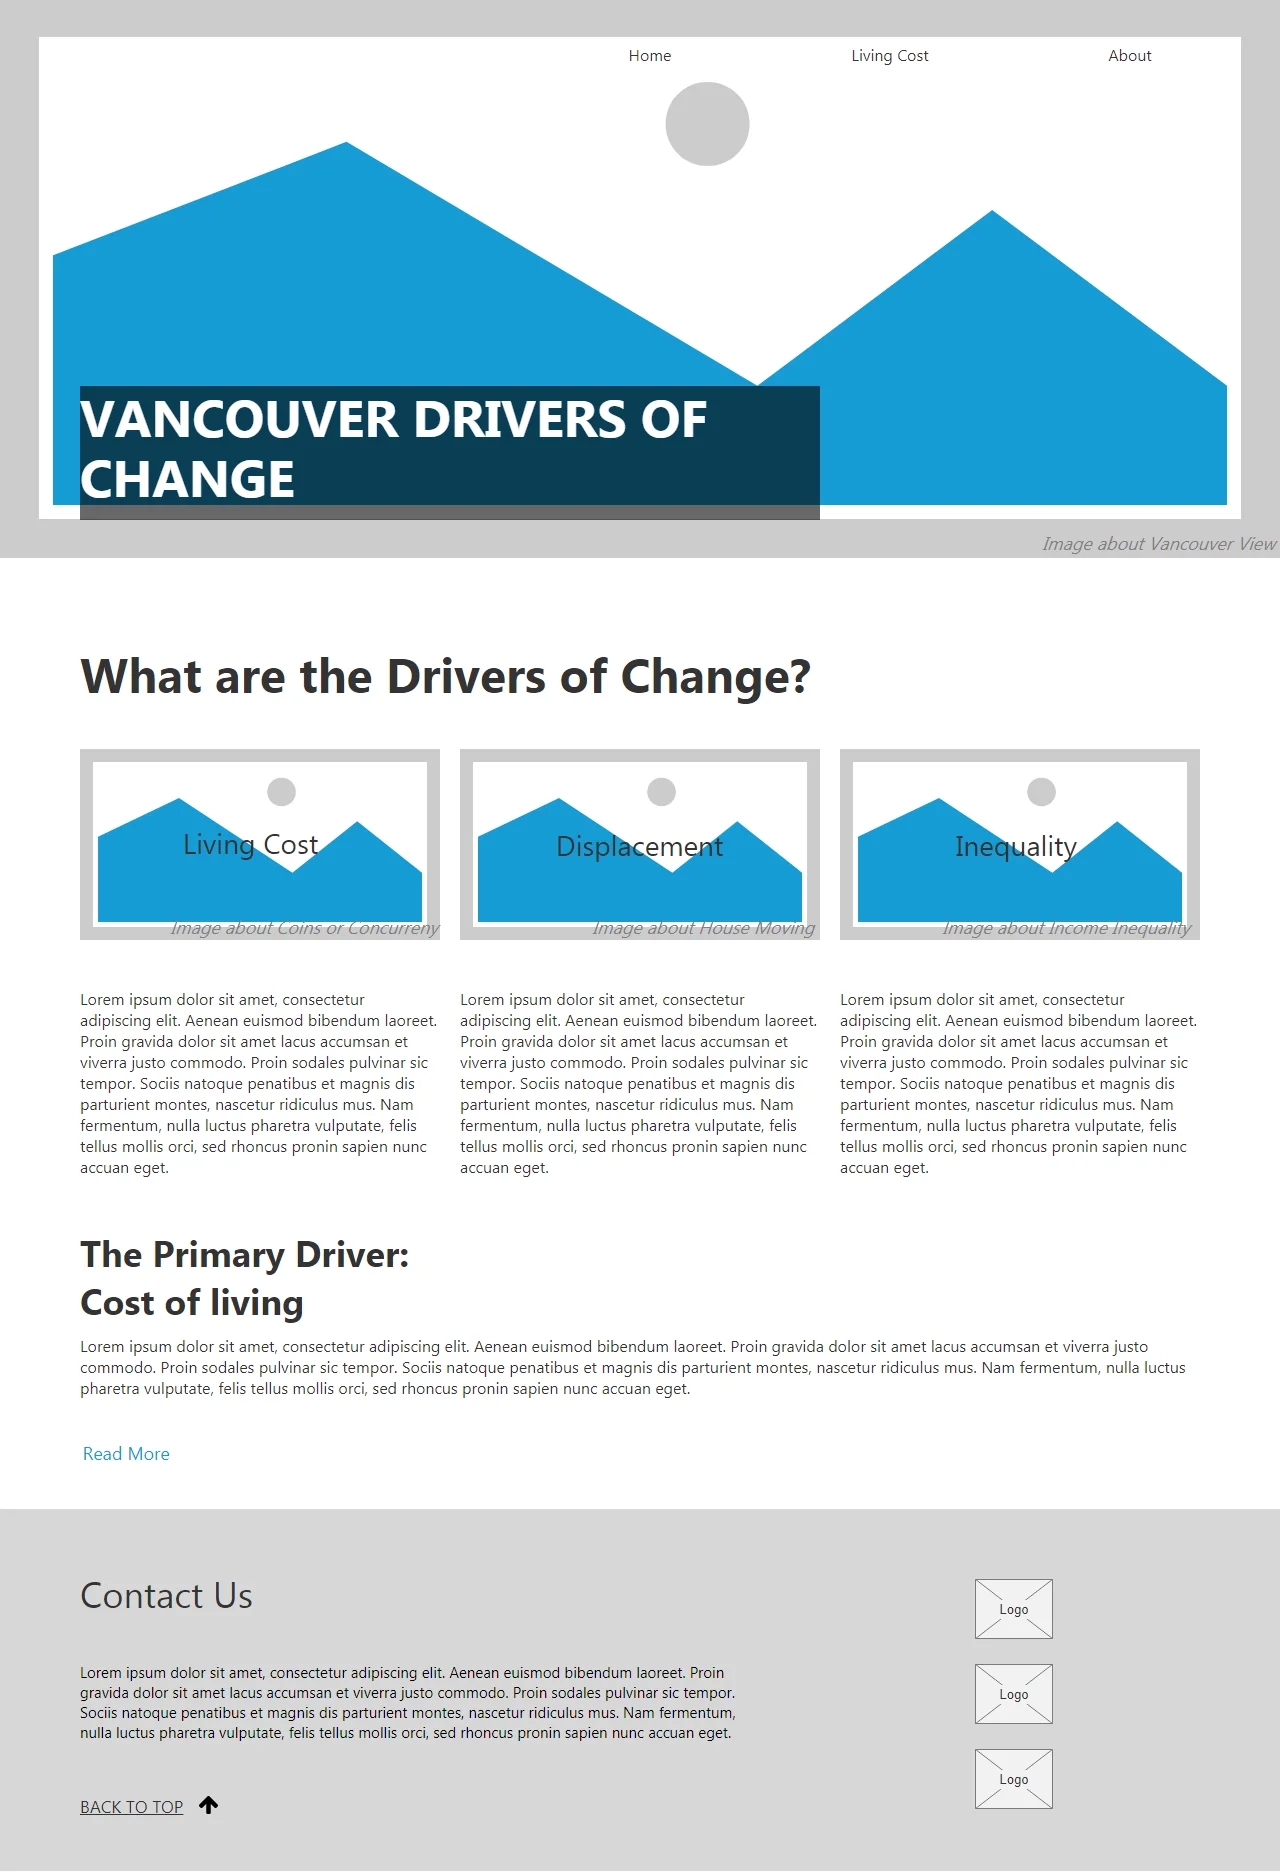 Home
Living Cost
About
VANCOUVER DRIVERS OF
CHANGE
Image about Vancouver View
What are the Drivers of Change?
Living Cost
Image about Coins or Concurreny
Displacement
Image about House Moving
Inequality
Image about Income Inequality
Lorem ipsum dolor sit amet, consectetur
adipiscing elit. Aenean euismod bibendum laoreet.
Proin gravida dolor sit amet lacus accumsan et
viverra justo commodo. Proin sodales pulvinar sic
tempor. Sociis natoque penatibus et magnis dis
parturient montes, nascetur ridiculus mus. Nam
fermentum, nulla luctus pharetra vulputate, felis
tellus mollis orci, sed rhoncus pronin sapien nunc
accuan eget.
Lorem ipsum dolor sit amet, consectetur
adipiscing elit. Aenean euismod bibendum laoreet.
Proin gravida dolor sit amet lacus accumsan et
viverra justo commodo. Proin sodales pulvinar sic
tempor. Sociis natoque penatibus et magnis dis
parturient montes, nascetur ridiculus mus. Nam
fermentum, nulla luctus pharetra vulputate, felis
tellus mollis orci, sed rhoncus pronin sapien nunc
accuan eget.
Lorem ipsum dolor sit amet, consectetur
adipiscing elit. Aenean euismod bibendum laoreet.
Proin gravida dolor sit amet lacus accumsan et
viverra justo commodo. Proin sodales pulvinar sic
tempor. Sociis natoque penatibus et magnis dis
parturient montes, nascetur ridiculus mus. Nam
fermentum, nulla luctus pharetra vulputate, felis
tellus mollis orci, sed rhoncus pronin sapien nunc
accuan eget.
The Primary Driver:
Cost of living
Lorem ipsum dolor sit amet, consectetur adipiscing elit. Aenean euismod bibendum laoreet. Proin gravida dolor sit amet lacus accumsan et viverra justo
commodo. Proin sodales pulvinar sic tempor. Sociis natoque penatibus et magnis dis parturient montes, nascetur ridiculus mus. Nam fermentum, nulla luctus
pharetra vulputate, felis tellus mollis orci, sed rhoncus pronin sapien nunc accuan eget.
Read More
Contact Us
Lorem ipsum dolor sit amet, consectetur adipiscing elit. Aenean euismod bibendum laoreet. Proin
gravida dolor sit amet lacus accumsan et viverra justo commodo. Proin sodales pulvinar sic tempor.
Sociis natoque penatibus et magnis dis parturient montes, nascetur ridiculus mus. Nam fermentum,
nulla luctus pharetra vulputate, felis tellus mollis orci, sed rhoncus pronin sapien nunc accuan eget.
BACK TO TOP
Logo
Logo
Logo